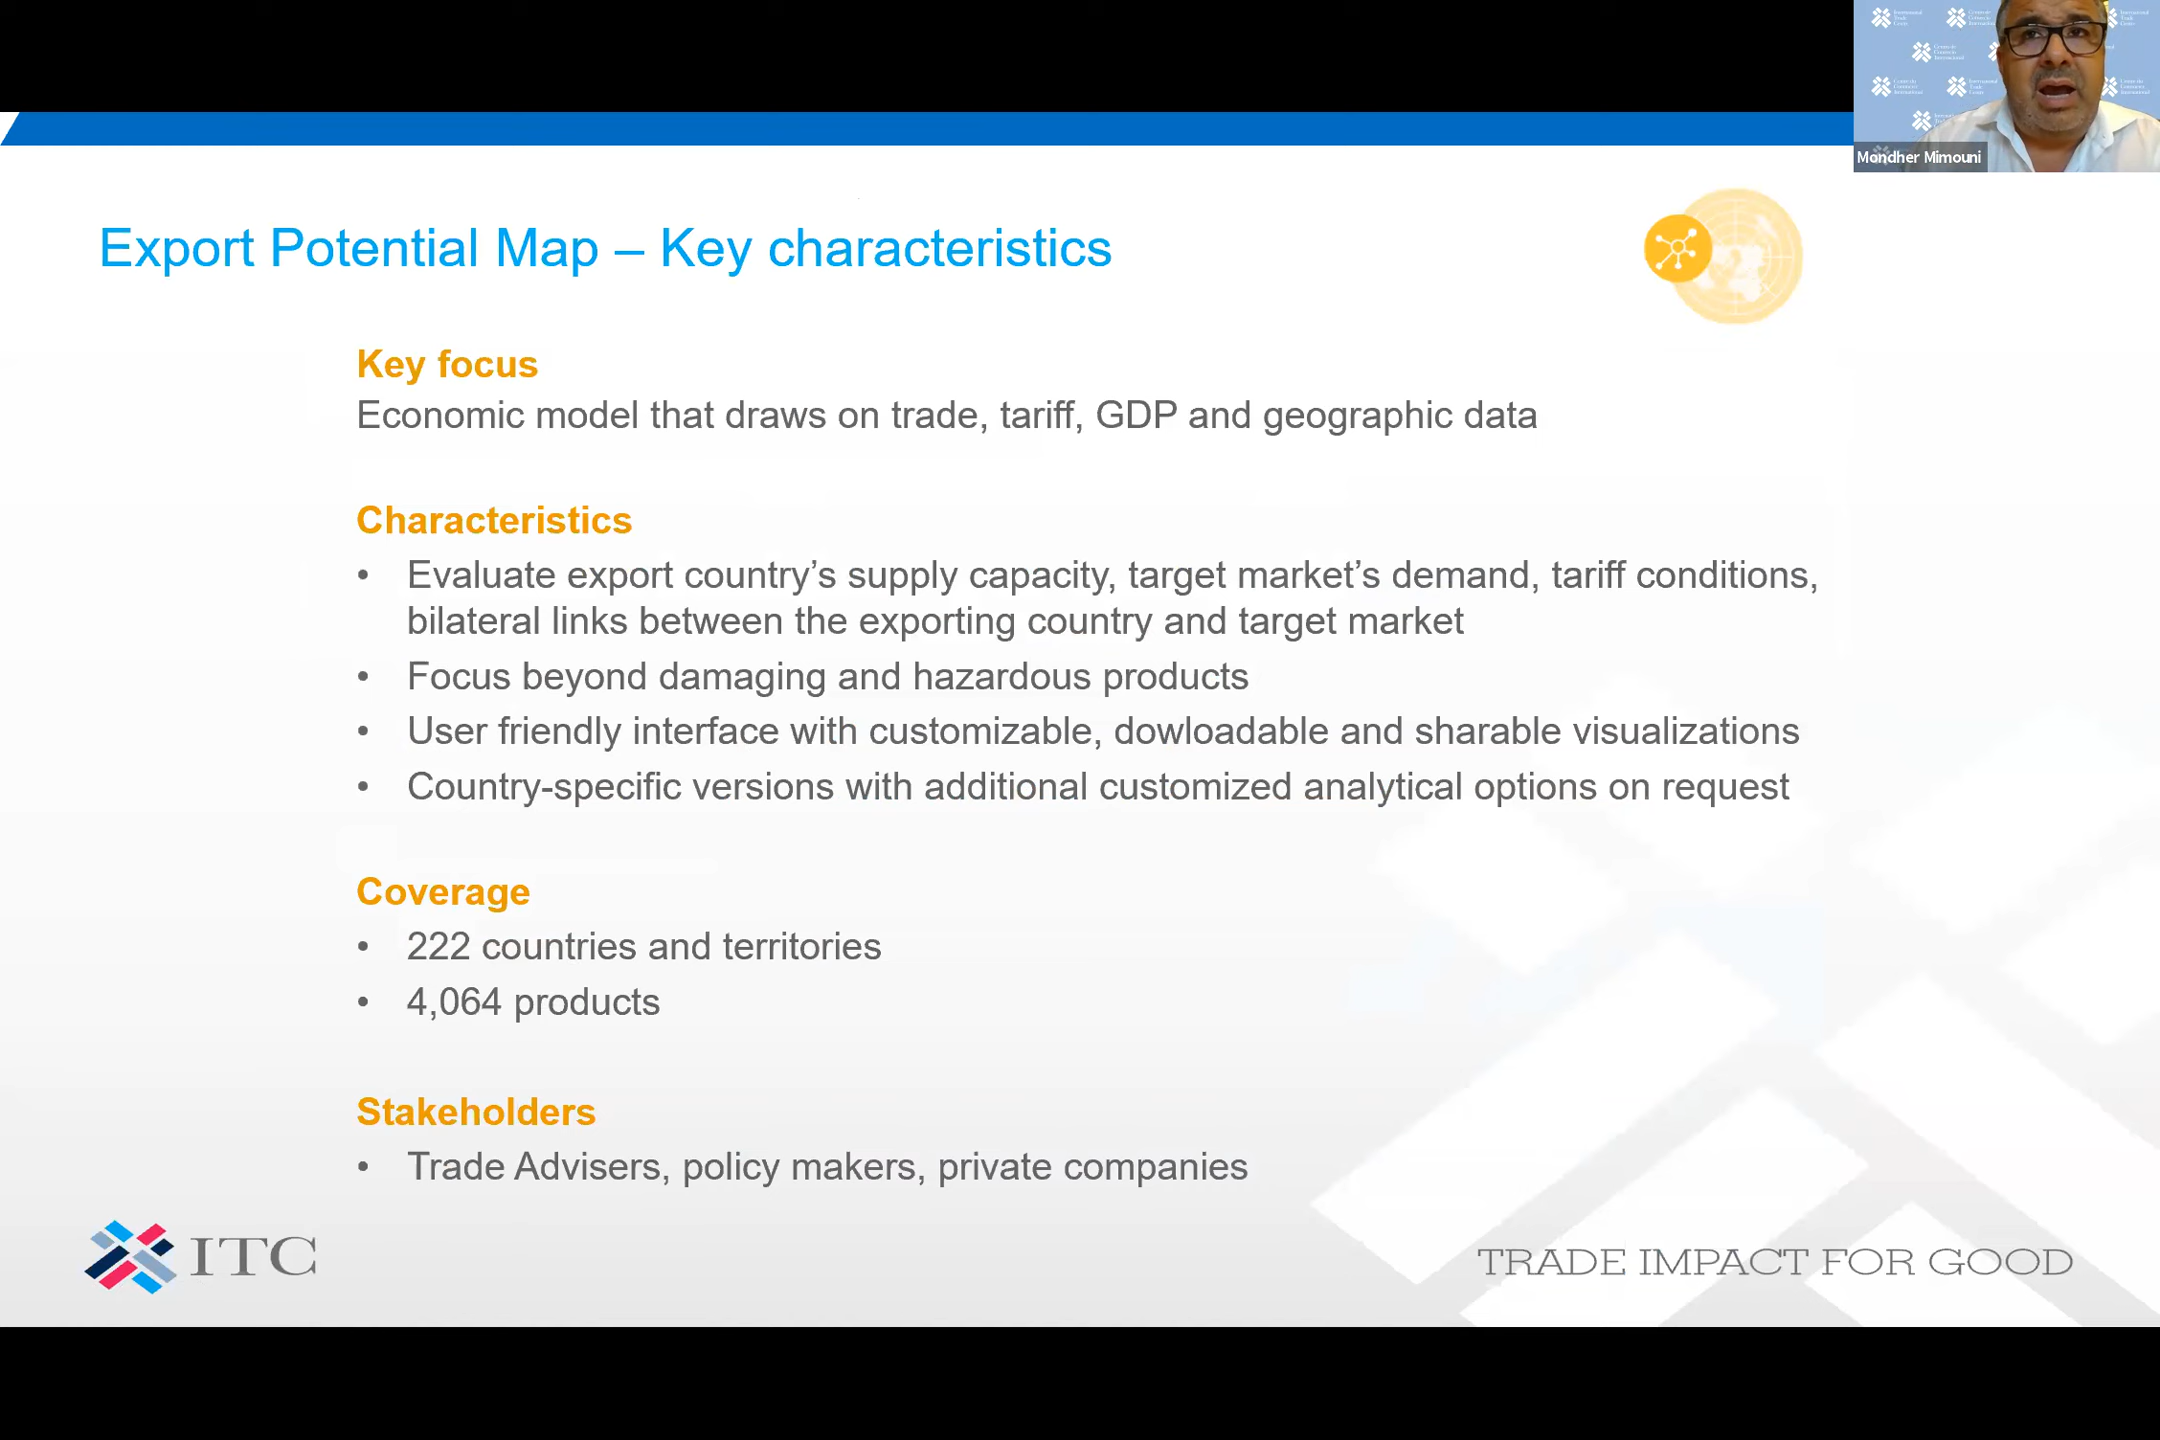 Mondher Mimouni
Export Potential Map – Key characteristics
Key focus
Economic model that draws on trade, tariff, GDP and geographic data
Characteristics
• Evaluate export country’s supply capacity, target market’s demand, tariff conditions,
bilateral links between the exporting country and target market
• Focus beyond damaging and hazardous products
• User friendly interface with customizable, dowloadable and sharable visualizations
• Country-specific versions with additional customized analytical options on request
Coverage
• 222 countries and territories
• 4,064 products
Stakeholders
• Trade Advisers, policy makers, private companies
ITC
TRADE IMPACT FOR GOOD